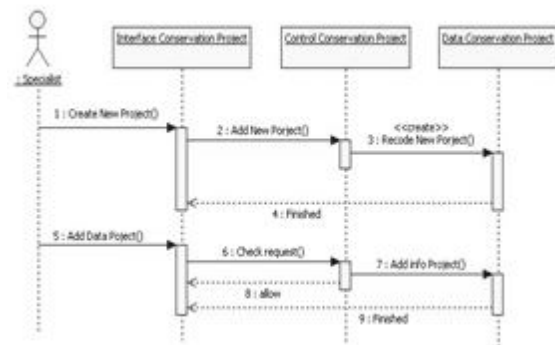 Interface Conservation Project
Control Conservation Project
Data Conservation Project
: Specialist
1 : Create New Project()
2 : Add New Porject()
<<create>>
3 : Recode New Porject()
4 : Finished
5 : Add Data Poject()
6 : Check request()
7 : Add info Project()
8 : allow
9 : Finished